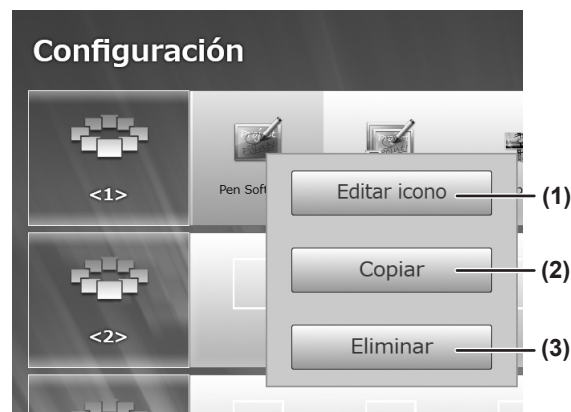 Configuración
<1>
Pen Soft
Editar icono
(1)
Copiar
(2)
<2>
Eliminar
(3)